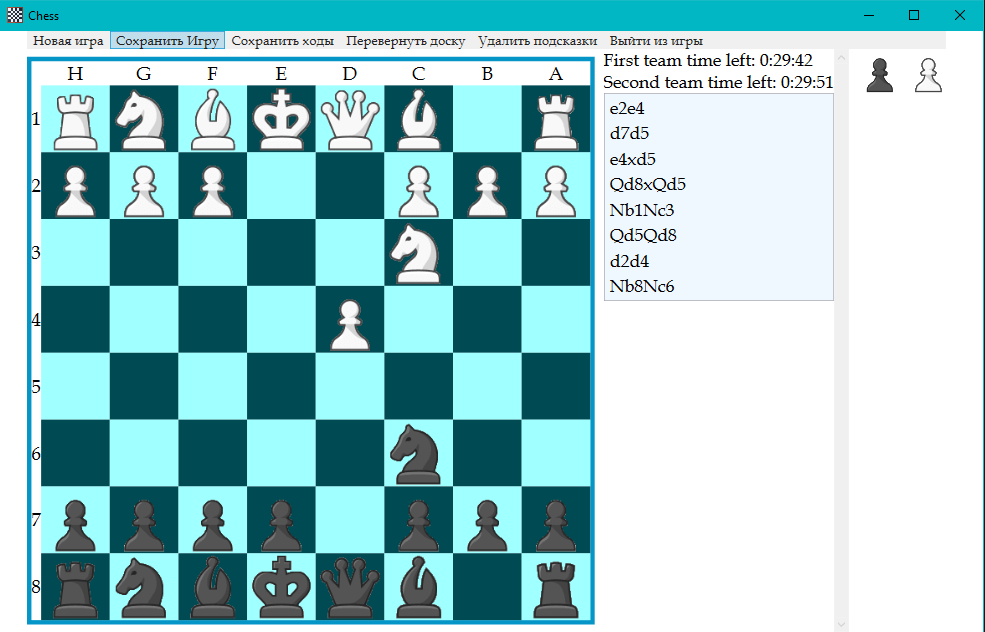 Chess
Новая игра Сохранить Игру Сохранить ходы Перевернуть доску Удалить подсказки Выйти из игры
First team time left: 0:29:42
Second team time left: 0:29:51
H G F E D C B A
1
2
3
4
5
6
7
8
e2e4
d7d5
e4xd5
Qd8xQd5
Nb1Nc3
Qd5Qd8
d2d4
Nb8Nc6